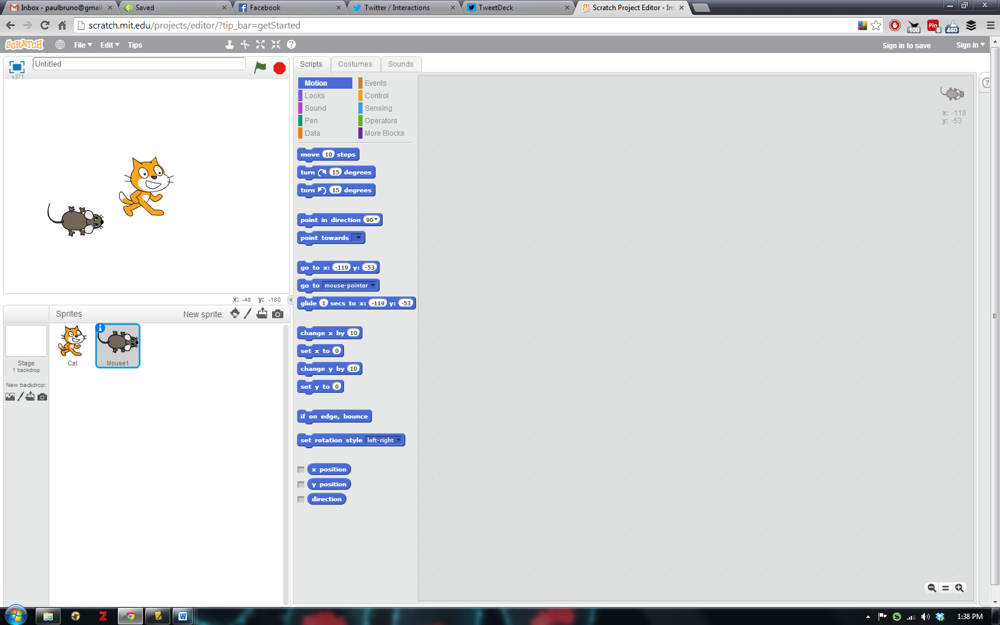 Inbox - paulbruno@gmail
Saved
Facebook
Twitter / Interactions
TweetDeck
Scratch Project Editor - Im
scratch.mit.edu/projects/editor/?tip_bar=getStarted
100
Pin
6
460
SCRATCH
File
Edit
Tips
Sign in to save
Sign in
Untitled
v371
Scripts
Costumes
Sounds
Motion
Events
Looks
Control
Sound
Sensing
Pen
Operators
Data
More Blocks
x: -119
y: -53
move 10 steps
turn 15 degrees
turn 15 degrees
point in direction 90
point towards
go to x: -119 y: -53
go to mouse-pointer
glide 1 secs to x: -119 y: -53
change x by 10
set x to 0
change y by 10
set y to 0
if on edge, bounce
set rotation style left-right
x position
y position
direction
x: -48 y: -180
Sprites
New sprite:
Stage
1 backdrop
New backdrop:
Cat
Mouse1
1:38 PM